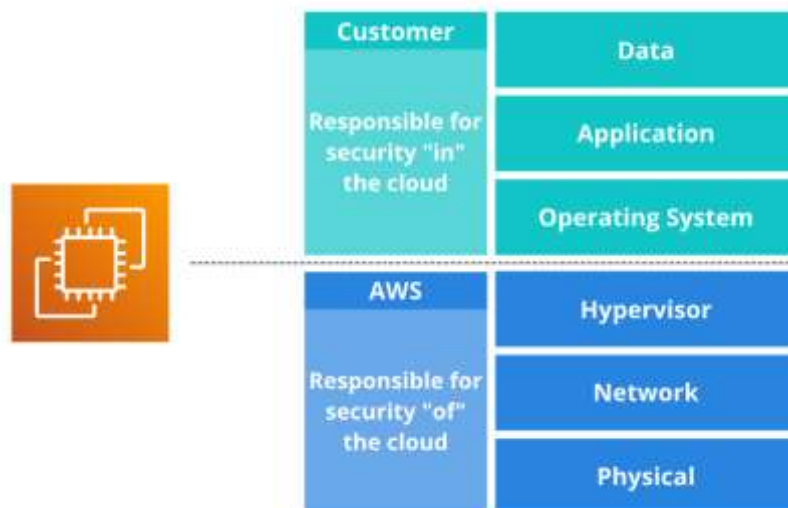 Customer
Responsible for
security "in"
the cloud
Data
Application
Operating System
AWS
Responsible for
security "of"
the cloud
Hypervisor
Network
Physical